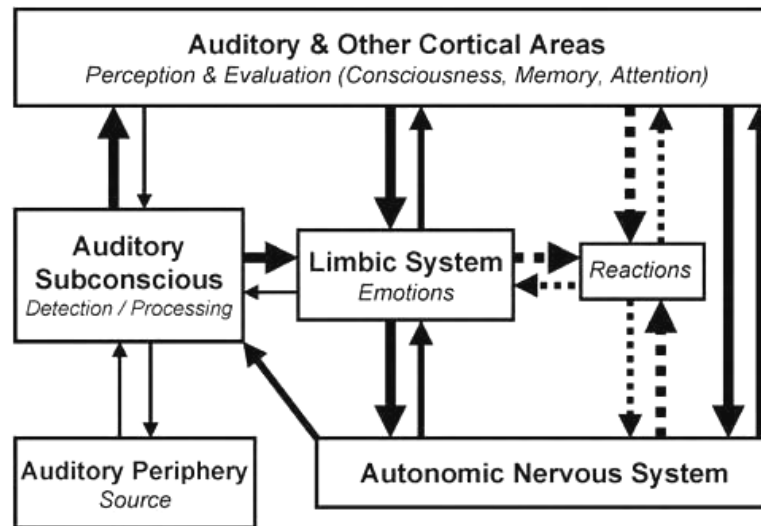 Auditory & Other Cortical Areas
Perception & Evaluation (Consciousness, Memory, Attention)
Auditory
Subconscious
Detection / Processing
Limbic System
Emotions
Reactions
Auditory Periphery
Source
Autonomic Nervous System